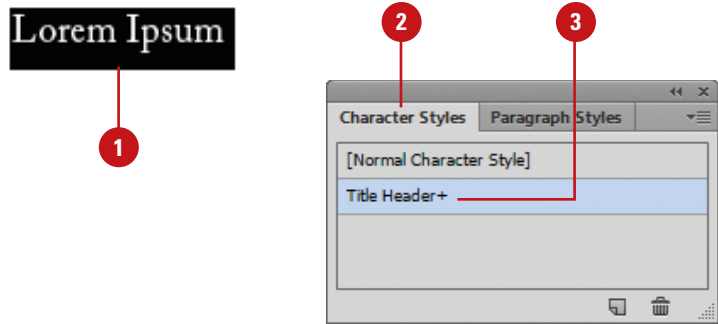 Lorem Ipsum
2
3
1
Character Styles Paragraph Styles
[Normal Character Style]
Title Header+